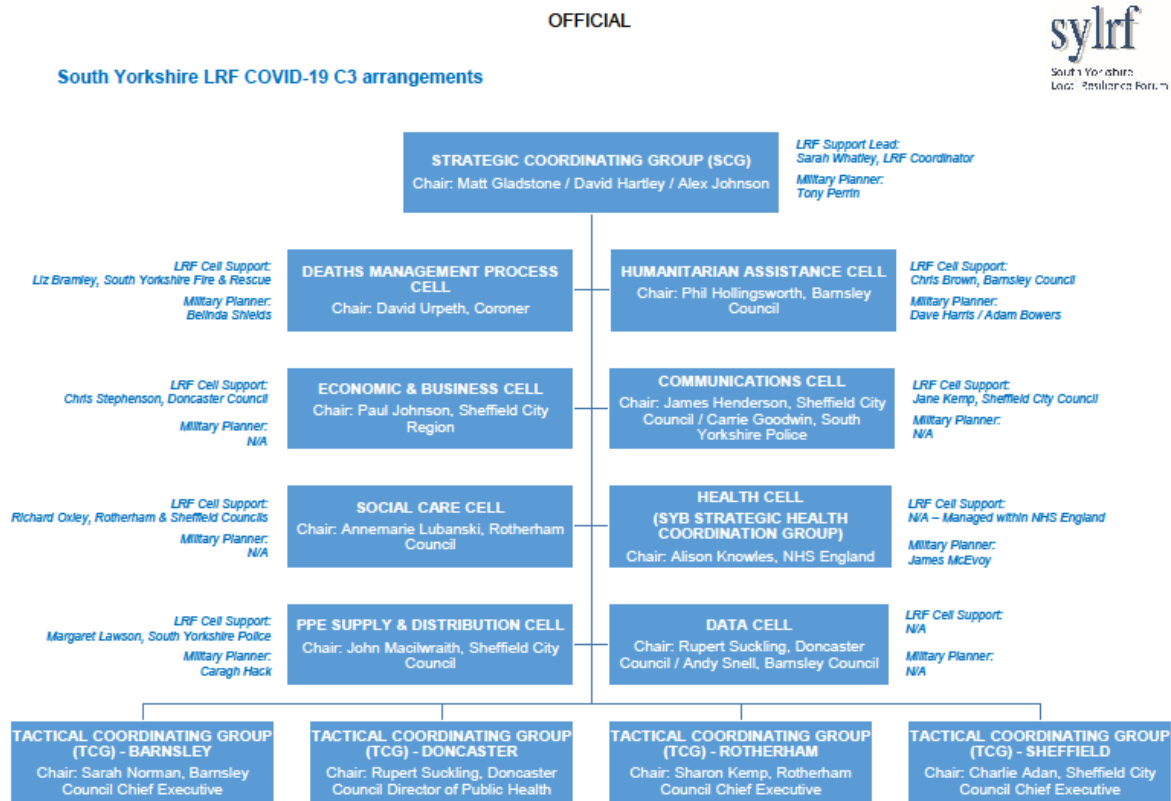 OFFICIAL
sylrf
South Yorkshire
Local Resilience Forum
South Yorkshire LRF COVID-19 C3 arrangements
STRATEGIC COORDINATING GROUP (SCG)
Chair: Matt Gladstone / David Hartley / Alex Johnson
LRF Support Lead:
Sarah Whatley, LRF Coordinator
Military Planner:
Tony Perrin
LRF Cell Support:
Liz Bramley, South Yorkshire Fire & Rescue
Military Planner:
Belinda Shields
DEATHS MANAGEMENT PROCESS
CELL
Chair: David Urpeth, Coroner
HUMANITARIAN ASSISTANCE CELL
Chair: Phil Hollingsworth, Barnsley
Council
LRF Cell Support:
Chris Brown, Barnsley Council
Military Planner:
Dave Harris / Adam Bowers
LRF Cell Support:
Chris Stephenson, Doncaster Council
Military Planner:
N/A
ECONOMIC & BUSINESS CELL
Chair: Paul Johnson, Sheffield City
Region
COMMUNICATIONS CELL
Chair: James Henderson, Sheffield City
Council / Carrie Goodwin, South
Yorkshire Police
LRF Cell Support:
Jane Kemp, Sheffield City Council
Military Planner:
N/A
LRF Cell Support:
Richard Oxley, Rotherham & Sheffield Councils
Military Planner:
N/A
SOCIAL CARE CELL
Chair: Annemarie Lubanski, Rotherham
Council
HEALTH CELL
(SYB STRATEGIC HEALTH
COORDINATION GROUP)
Chair: Alison Knowles, NHS England
LRF Cell Support:
N/A – Managed within NHS England
Military Planner:
James McEvoy
LRF Cell Support:
Margaret Lawson, South Yorkshire Police
Military Planner:
Caragh Hack
PPE SUPPLY & DISTRIBUTION CELL
Chair: John Macilwraith, Sheffield City
Council
DATA CELL
Chair: Rupert Suckling, Doncaster
Council / Andy Snell, Barnsley Council
LRF Cell Support:
N/A
Military Planner:
N/A
TACTICAL COORDINATING GROUP
(TCG) - BARNSLEY
Chair: Sarah Norman, Barnsley
Council Chief Executive
TACTICAL COORDINATING GROUP
(TCG) - DONCASTER
Chair: Rupert Suckling, Doncaster
Council Director of Public Health
TACTICAL COORDINATING GROUP
(TCG) - ROTHERHAM
Chair: Sharon Kemp, Rotherham
Council Chief Executive
TACTICAL COORDINATING GROUP
(TCG) - SHEFFIELD
Chair: Charlie Adan, Sheffield City
Council Chief Executive